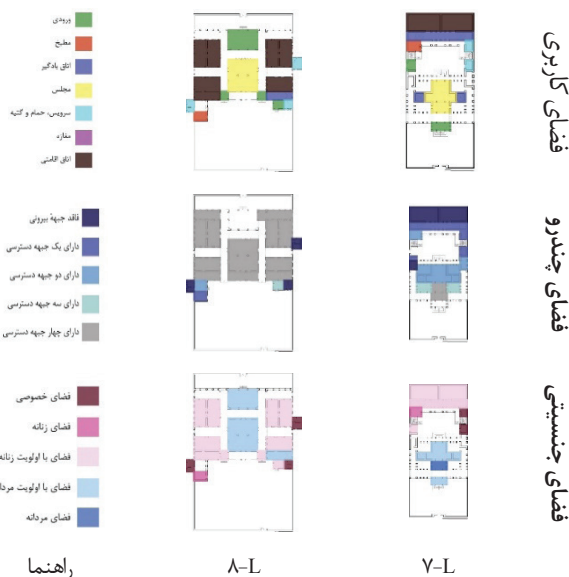 فضای کاربری
ورودی
مطبخ
اتاق بادگیر
مجلس
سرویس، حمام و گتیه
مغازه
اتاق اقامتی
فضای چندرو
فاقد جبههٔ بیرونی
دارای یک جبهه دسترسی
دارای دو جبهه دسترسی
دارای سه جبهه دسترسی
دارای چهار جبهه دسترسی
فضای جنسیتی
فضای خصوصی
فضای زنانه
فضای با اولویت زنانه
فضای با اولویت مردا
فضای مردانه
۷-L
۸-L
راهنما